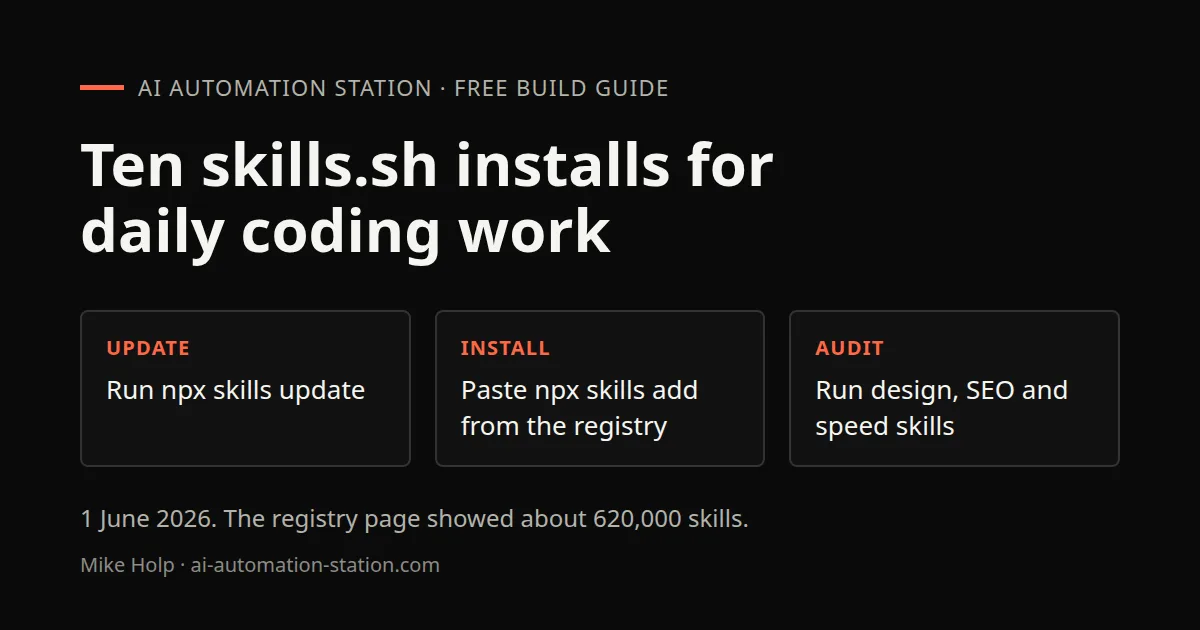 AI AUTOMATION STATION · FREE BUILD GUIDE
Ten skills.sh installs for
daily coding work
UPDATE
Run npx skills update
INSTALL
Paste npx skills add
from the registry
AUDIT
Run design, SEO and
speed skills
1 June 2026. The registry page showed about 620,000 skills.
Mike Holp · ai-automation-station.com